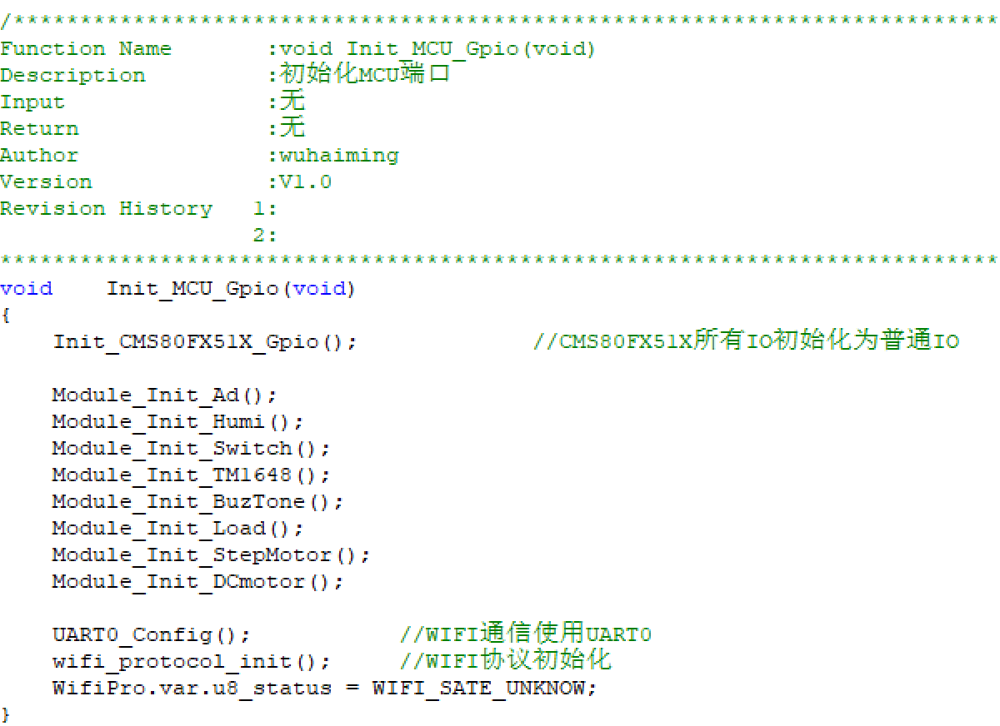 /***************************************************************************
Function Name       :void Init_MCU_Gpio(void)
Description         :初始化MCU端口
Input               :无
Return              :无
Author              :wuhaiming
Version             :V1.0
Revision History   1:
                   2:
***************************************************************************
void    Init_MCU_Gpio(void)
{
    Init_CMS80FX51X_Gpio();             //CMS80FX51X所有IO初始化为普通IO
    Module_Init_Ad();
    Module_Init_Humi();
    Module_Init_Switch();
    Module_Init_TM1648();
    Module_Init_BuzTone();
    Module_Init_Load();
    Module_Init_StepMotor();
    Module_Init_DCmotor();
    UART0_Config();           //WIFI通信使用UART0
    wifi_protocol_init();     //WIFI协议初始化
    WifiPro.var.u8_status = WIFI_SATE_UNKNOW;
}